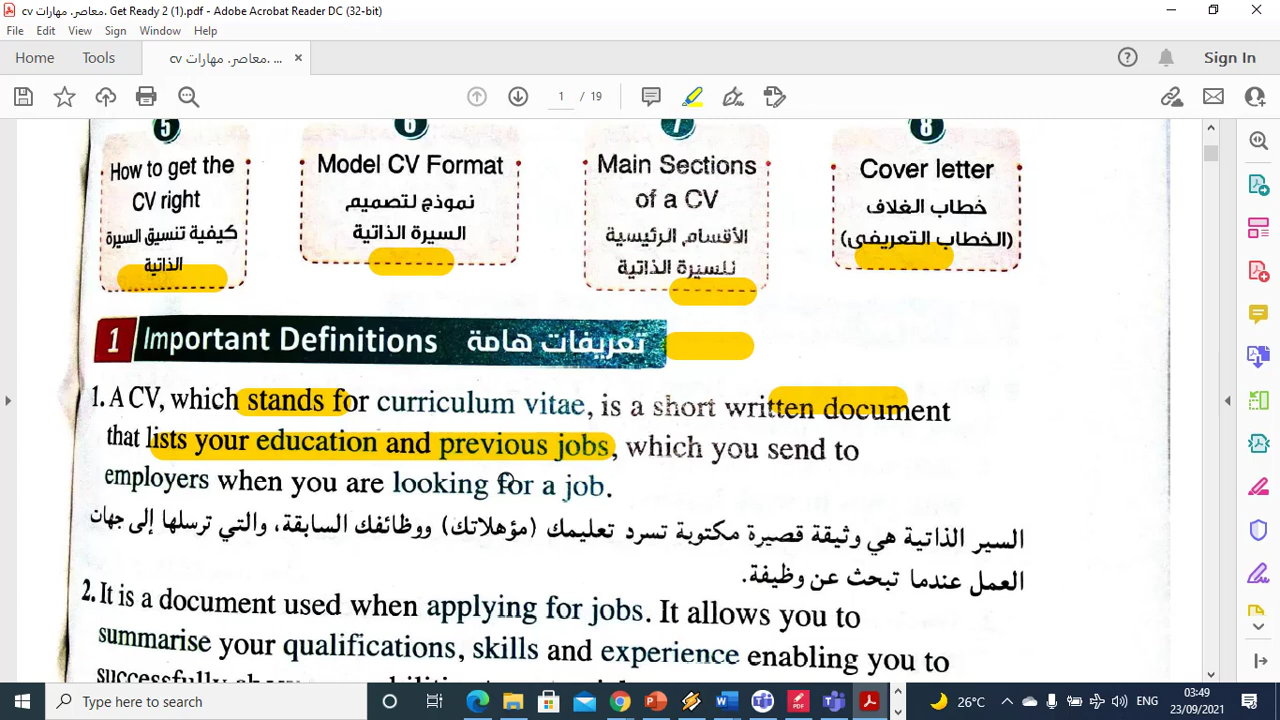 cv معاصر. مهارات. Get Ready 2 (1).pdf - Adobe Acrobat Reader DC (32-bit)
File Edit View Sign Window Help
Home Tools cv معاصر. مهارات. ... × Sign In
1 / 19
5 6 7 8
How to get the
CV right
كيفية تنسيق السيرة
الذاتية
Model CV Format
نموذج لتصميم
السيرة الذاتية
Main Sections
of a CV
الأقسام الرئيسية
للسيرة الذاتية
Cover letter
خطاب الغلاف
(الخطاب التعريفى)
1 Important Definitions تعريفات هامة
1. A CV, which stands for curriculum vitae, is a short written document
that lists your education and previous jobs, which you send to
employers when you are looking for a job.
السير الذاتية هي وثيقة قصيرة مكتوبة تسرد تعليمك (مؤهلاتك) ووظائفك السابقة، والتي ترسلها إلى جهات
العمل عندما تبحث عن وظيفة.
2. It is a document used when applying for jobs. It allows you to
summarise your qualifications, skills and experience enabling you to
successfully
Type here to search
26°C
ENG
03:49
23/09/2021